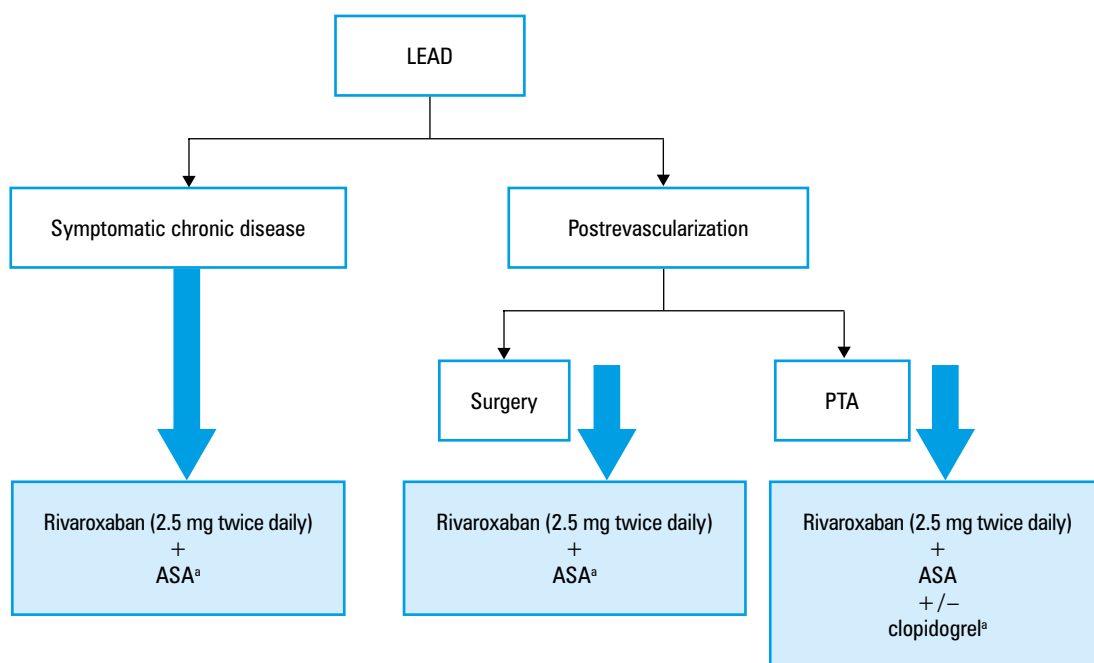 LEAD
Symptomatic chronic disease
Postrevascularization
Surgery
PTA
Rivaroxaban (2.5 mg twice daily)
+
ASAᵃ
Rivaroxaban (2.5 mg twice daily)
+
ASAᵃ
Rivaroxaban (2.5 mg twice daily)
+
ASA
+/–
clopidogrelᵃ